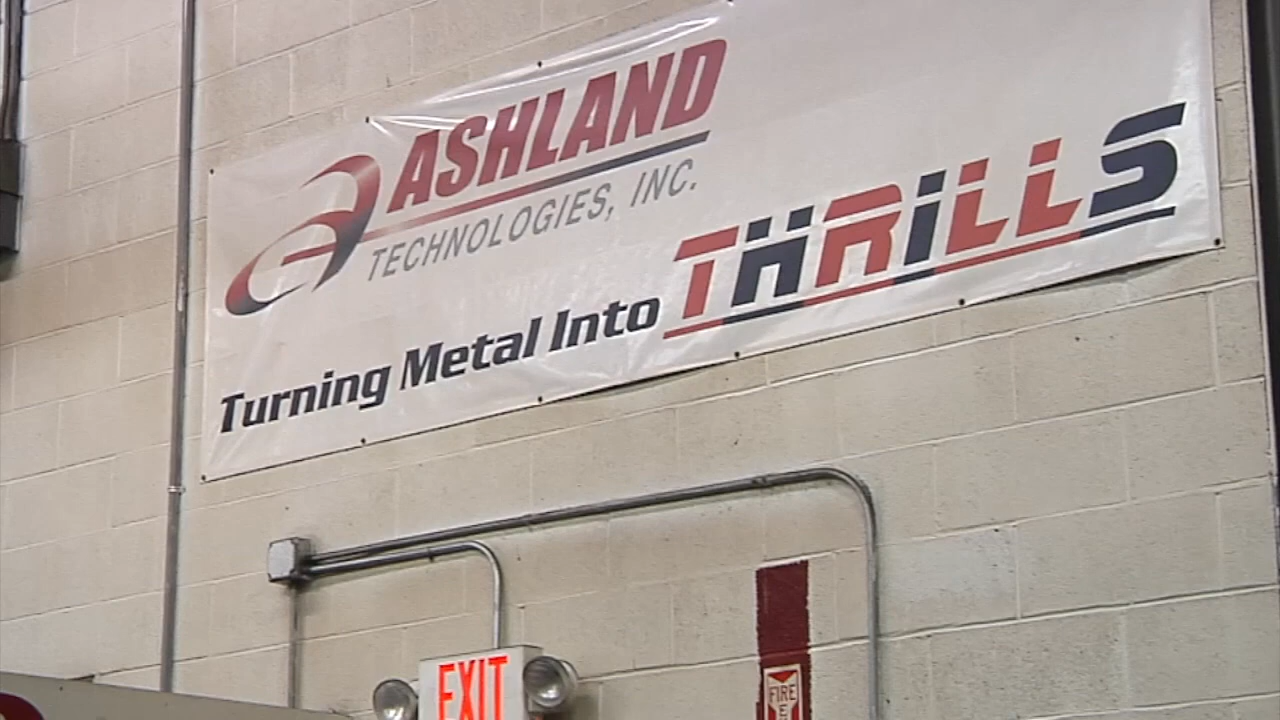 ASHLAND
TECHNOLOGIES, INC.
Turning Metal Into THRiLLS
EXIT
FIRE
E